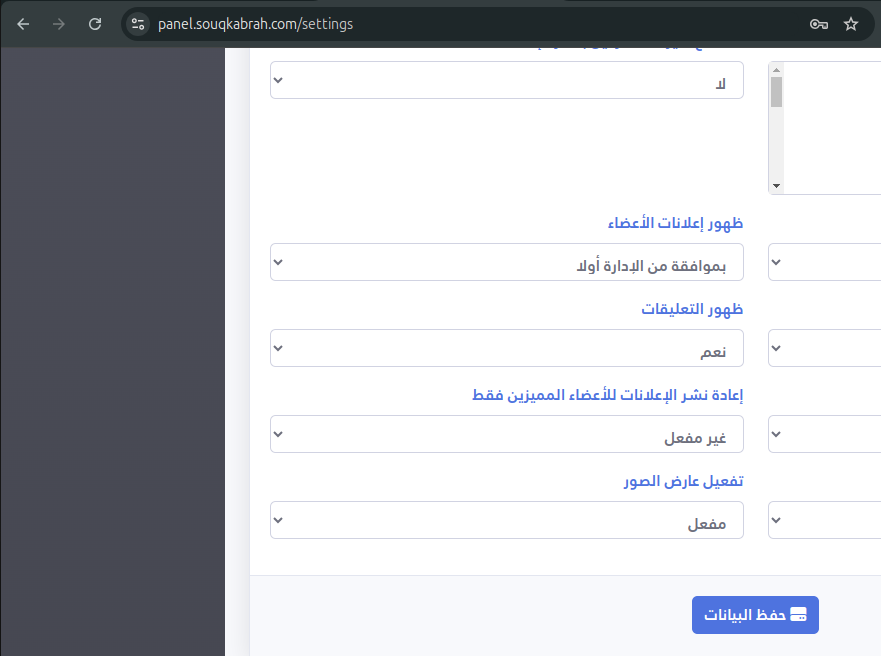 panel.souqkabrah.com/settings
لا
ظهور إعلانات الأعضاء
بموافقة من الإدارة أولا
ظهور التعليقات
نعم
إعادة نشر الإعلانات للأعضاء المميزين فقط
غير مفعل
تفعيل عارض الصور
مفعل
حفظ البيانات